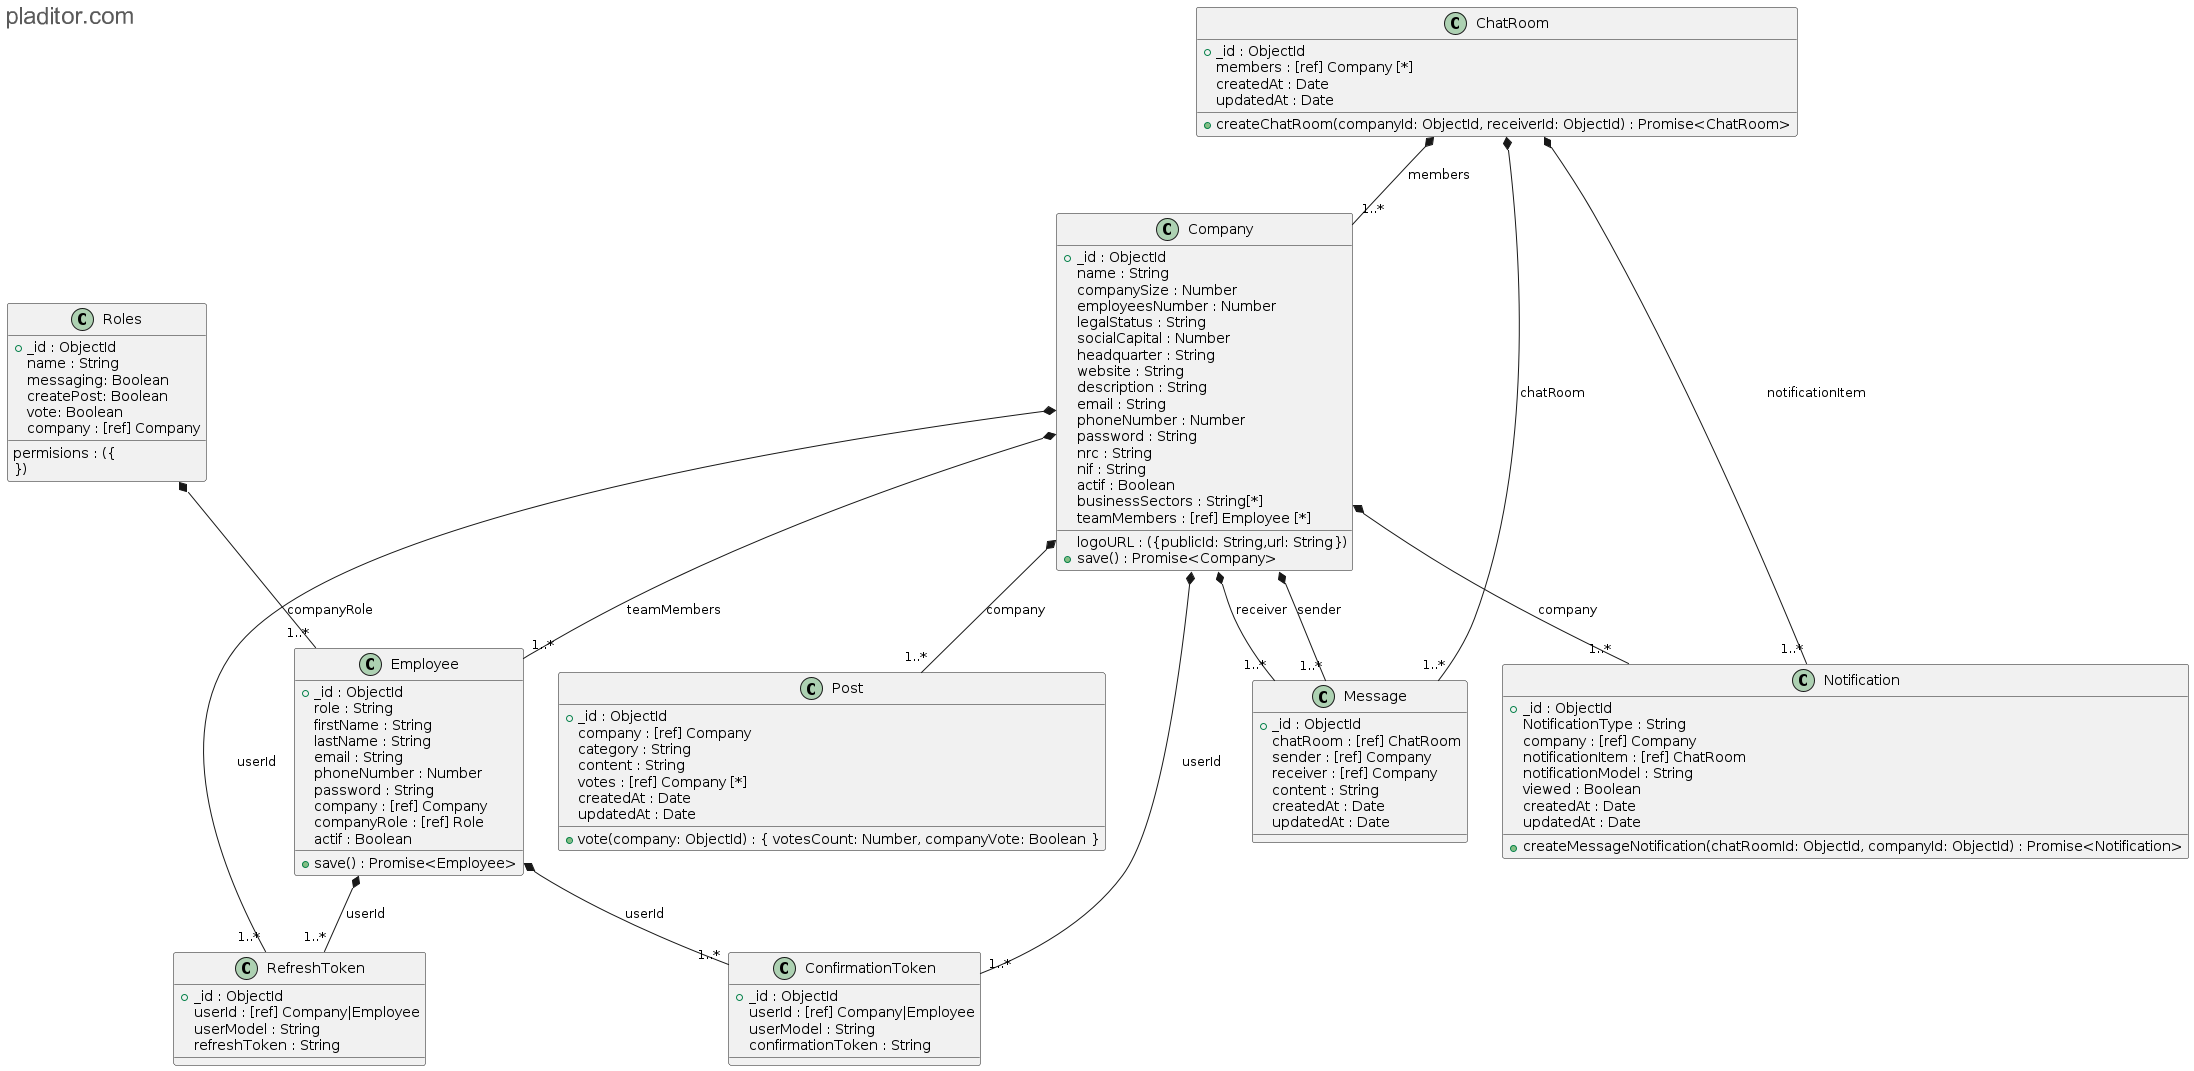 pladitor.com
C ChatRoom
_id : ObjectId
members : [ref] Company [*]
createdAt : Date
updatedAt : Date
createChatRoom(companyId: ObjectId, receiverId: ObjectId) : Promise<ChatRoom>
members
1..*
C Company
_id : ObjectId
name : String
companySize : Number
employeesNumber : Number
legalStatus : String
socialCapital : Number
headquarter : String
website : String
description : String
email : String
phoneNumber : Number
password : String
nrc : String
nif : String
actif : Boolean
businessSectors : String[*]
teamMembers : [ref] Employee [*]
logoURL : ({publicId: String,url: String})
save() : Promise<Company>
C Roles
_id : ObjectId
name : String
messaging: Boolean
createPost: Boolean
vote: Boolean
company : [ref] Company
permisions : ({
})
chatRoom
notificationItem
companyRole
teamMembers
company
receiver
sender
company
1..*
1..*
1..*
1..*
1..*
1..*
1..*
1..*
C Employee
_id : ObjectId
role : String
firstName : String
lastName : String
email : String
phoneNumber : Number
password : String
company : [ref] Company
companyRole : [ref] Role
actif : Boolean
save() : Promise<Employee>
C Post
_id : ObjectId
company : [ref] Company
category : String
content : String
votes : [ref] Company [*]
createdAt : Date
updatedAt : Date
vote(company: ObjectId) : { votesCount: Number, companyVote: Boolean }
C Message
_id : ObjectId
chatRoom : [ref] ChatRoom
sender : [ref] Company
receiver : [ref] Company
content : String
createdAt : Date
updatedAt : Date
C Notification
_id : ObjectId
NotificationType : String
company : [ref] Company
notificationItem : [ref] ChatRoom
notificationModel : String
viewed : Boolean
createdAt : Date
updatedAt : Date
createMessageNotification(chatRoomId: ObjectId, companyId: ObjectId) : Promise<Notification>
userId
userId
userId
userId
1..*
1..*
1..*
1..*
C RefreshToken
_id : ObjectId
userId : [ref] Company|Employee
userModel : String
refreshToken : String
C ConfirmationToken
_id : ObjectId
userId : [ref] Company|Employee
userModel : String
confirmationToken : String